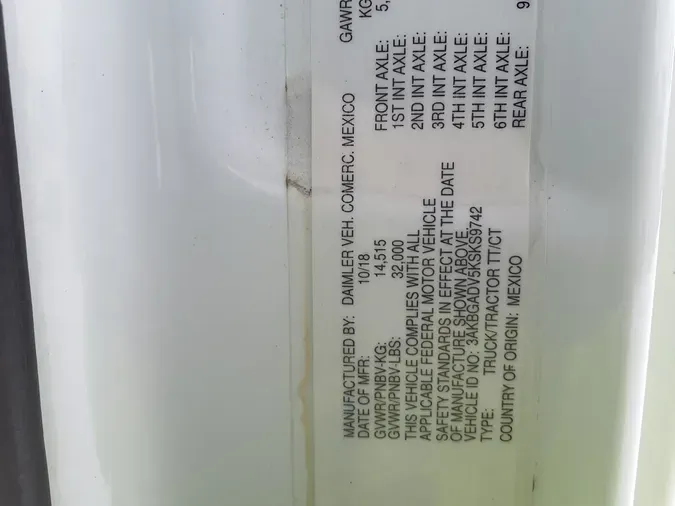 MANUFACTURED BY: DAIMLER VEH. COMERC. MEXICO
DATE OF MFR: 10/18
GVWR/PNBV-KG: 14,515
GVWR/PNBV-LBS: 32,000
THIS VEHICLE COMPLIES WITH ALL
APPLICABLE FEDERAL MOTOR VEHICLE
SAFETY STANDARDS IN EFFECT AT THE DATE
OF MANUFACTURE SHOWN ABOVE.
VEHICLE ID NO: 3AKBGADV5KSKS9742
TYPE: TRUCK/TRACTOR TT/CT
COUNTRY OF ORIGIN: MEXICO
GAWR
KG
FRONT AXLE: 5,
1ST INT AXLE:
2ND INT AXLE:
3RD INT AXLE:
4TH INT AXLE:
5TH INT AXLE:
6TH INT AXLE:
REAR AXLE: 9